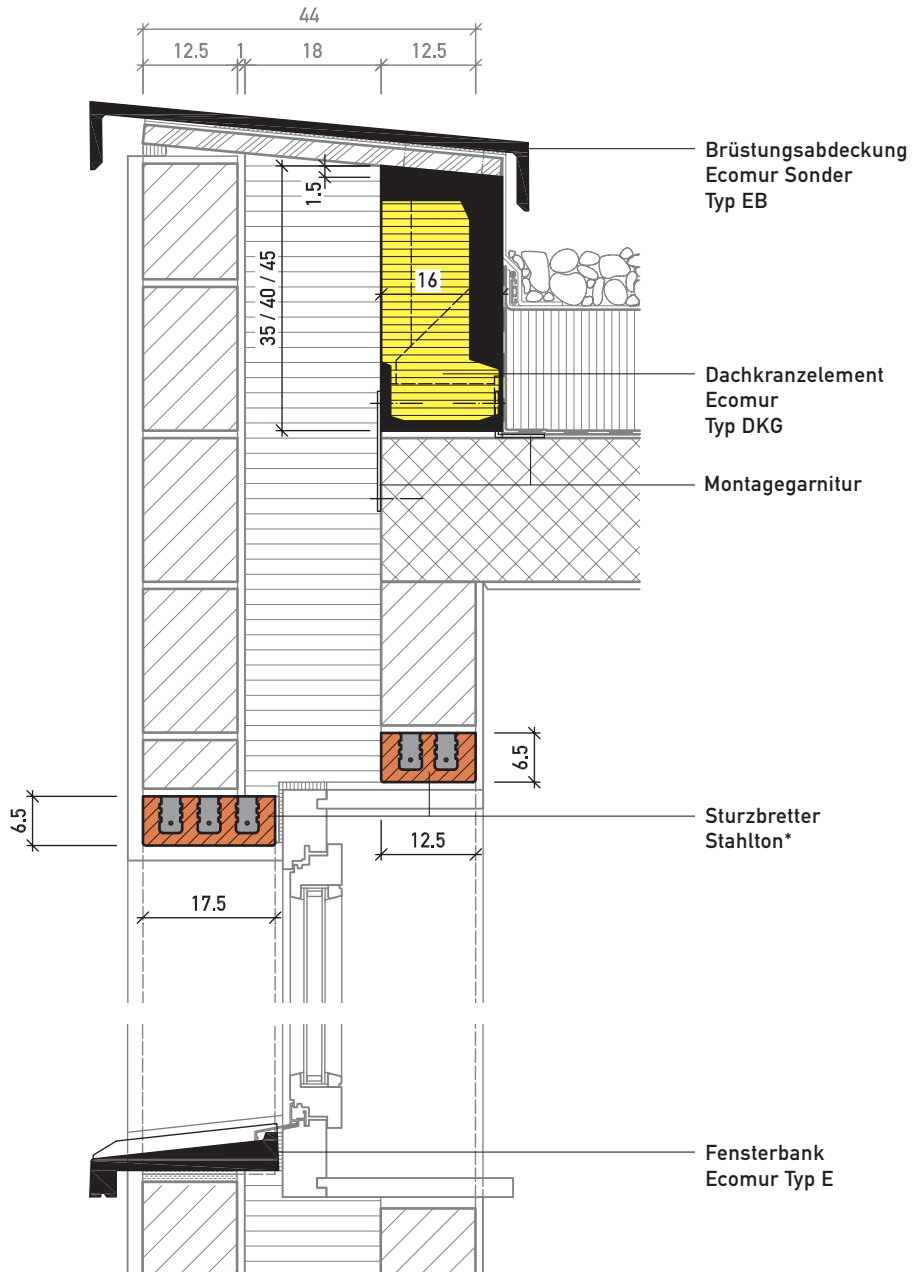 44
12.5
1
18
12.5
Brüstungsabdeckung
Ecomur Sonder
Typ EB
1.5
35 / 40 / 45
16
Dachkranzelement
Ecomur
Typ DKG
Montagegarnitur
6.5
6.5
Sturzbretter
Stahlton*
12.5
17.5
Fensterbank
Ecomur Typ E